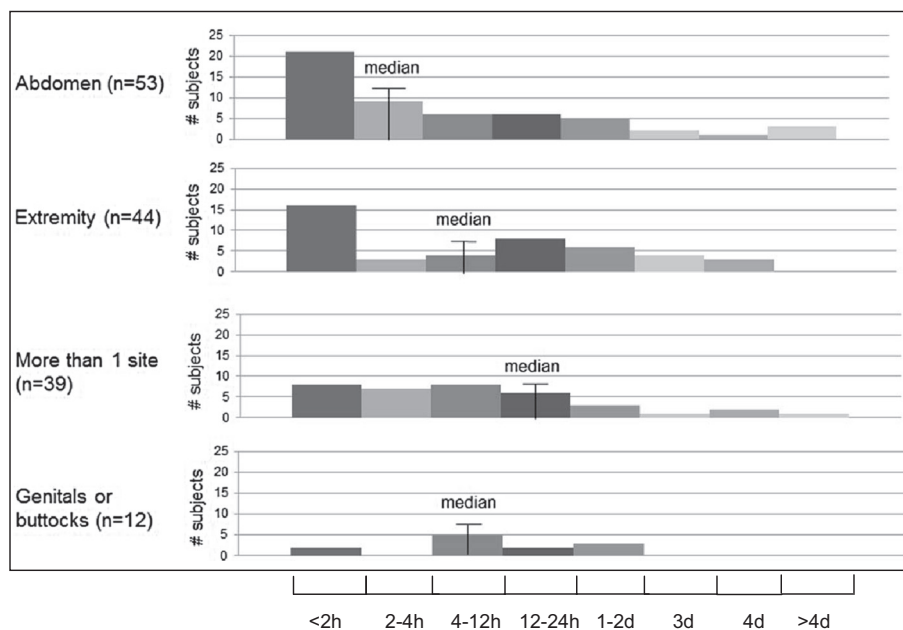 25
20
15
10
5
0
# subjects
Abdomen (n=53)
median
25
20
15
10
5
0
# subjects
Extremity (n=44)
median
25
20
15
10
5
0
# subjects
More than 1 site
(n=39)
median
25
20
15
10
5
0
# subjects
Genitals or
buttocks (n=12)
median
<2h 2-4h 4-12h 12-24h 1-2d 3d 4d >4d